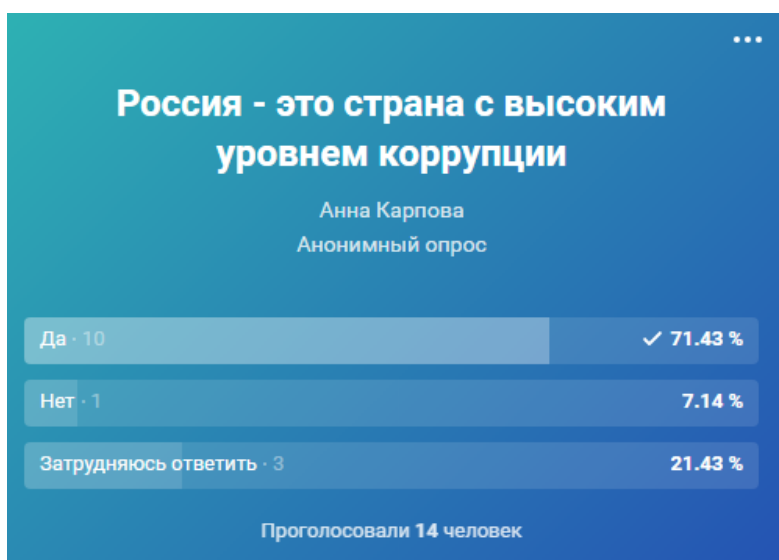 Россия - это страна с высоким
уровнем коррупции
Анна Карпова
Анонимный опрос
Да · 10 71.43 %
Нет · 1 7.14 %
Затрудняюсь ответить · 3 21.43 %
Проголосовали 14 человек